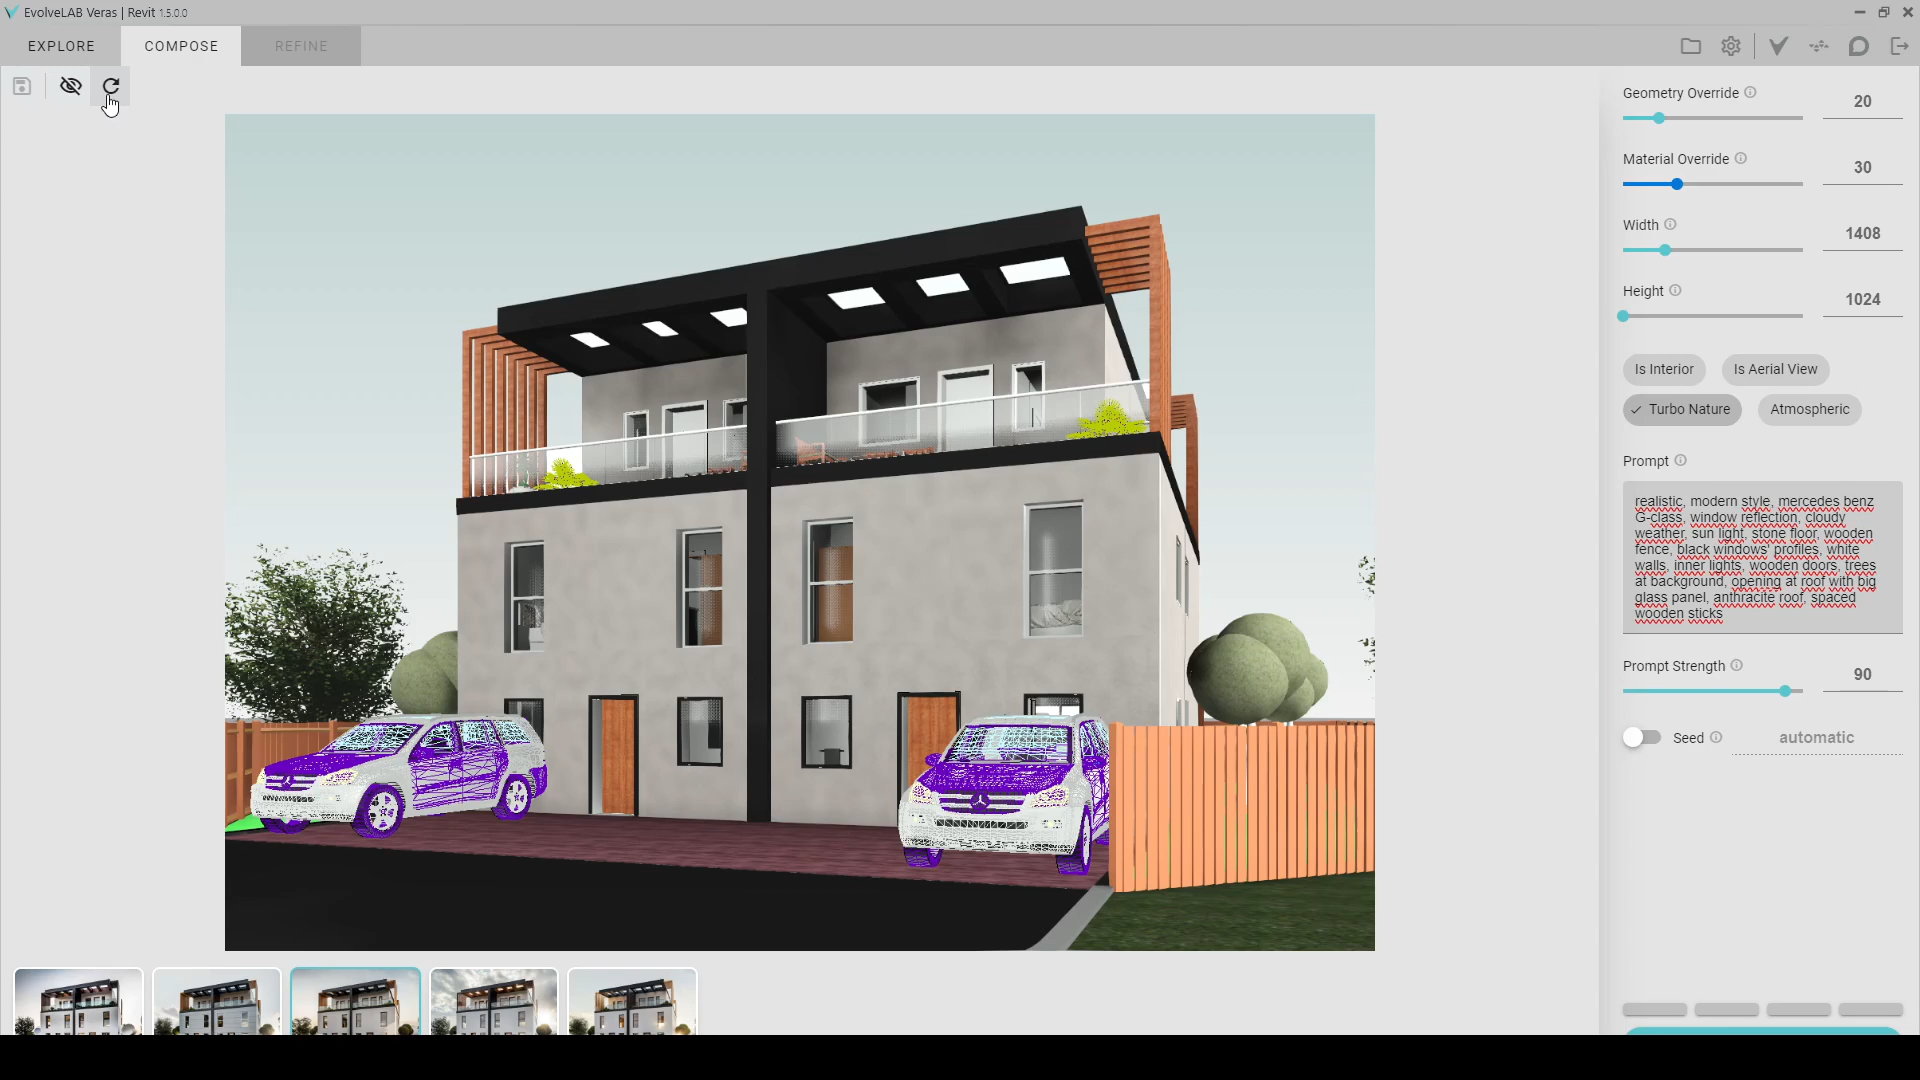 EvolveLAB Veras | Revit 1.5.0.0
EXPLORE
COMPOSE
REFINE
Geometry Override
20
Material Override
30
Width
1408
Height
1024
Is Interior
Is Aerial View
Turbo Nature
Atmospheric
Prompt
realistic, modern style, mercedes benz
G-class, window reflection, cloudy
weather, sun light, stone floor, wooden
fence, black windows' profiles, white
walls, inner lights, wooden doors, trees
at background, opening at roof with big
glass panel, anthracite roof, spaced
wooden sticks
Prompt Strength
90
Seed
automatic